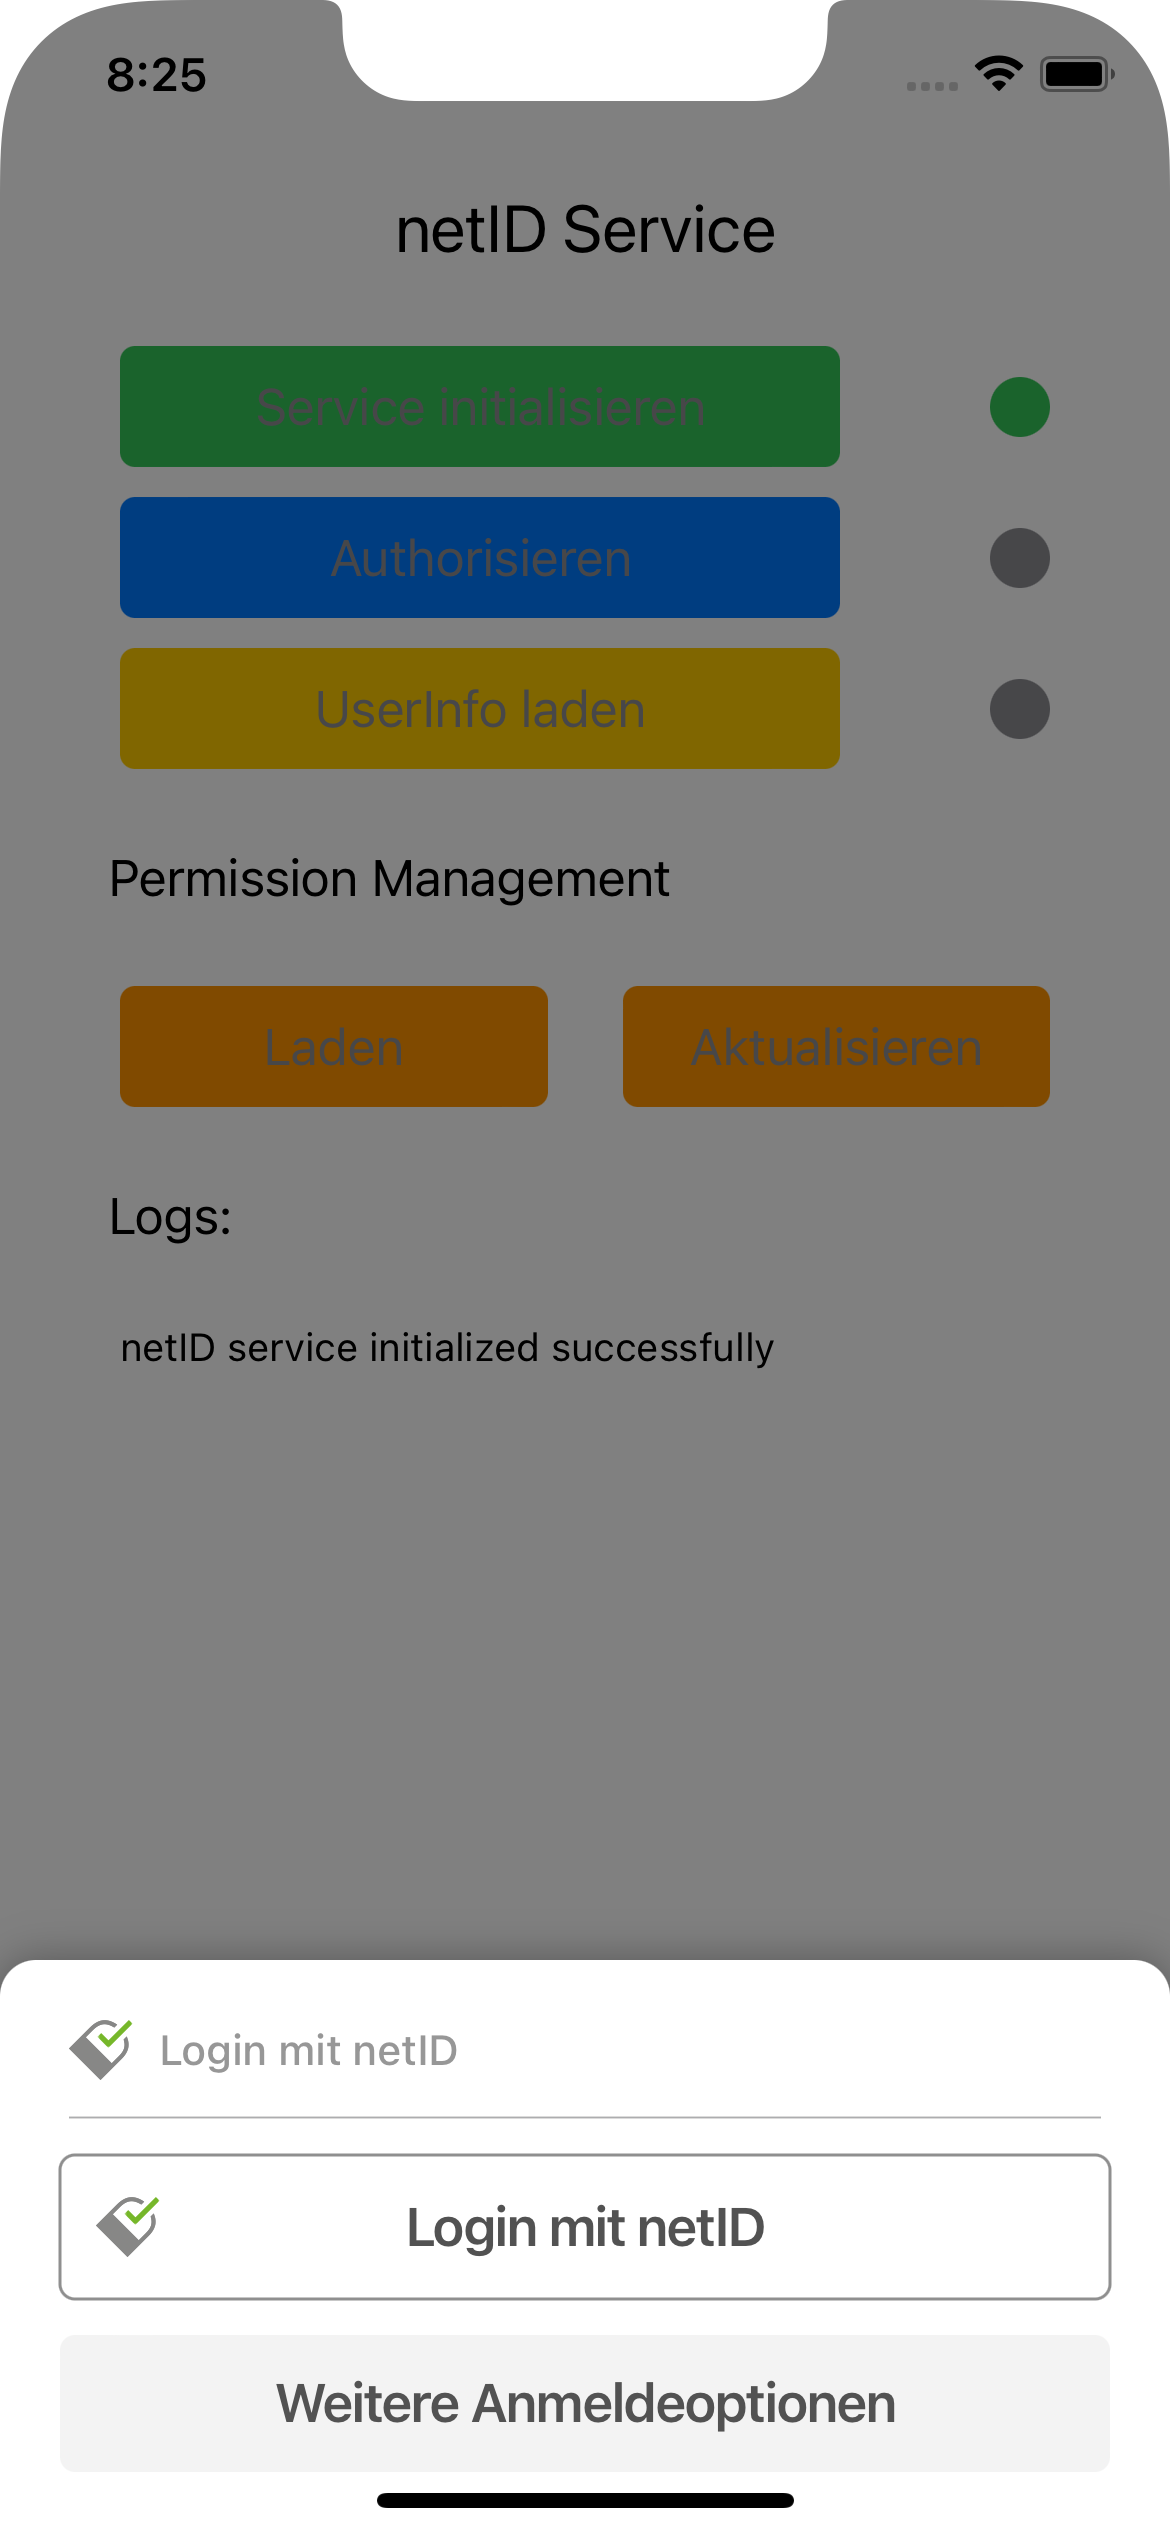 8:25
netID Service
Service initialisieren
Authorisieren
UserInfo laden
Permission Management
Laden
Aktualisieren
Logs:
netID service initialized successfully
Login mit netID
Login mit netID
Weitere Anmeldeoptionen